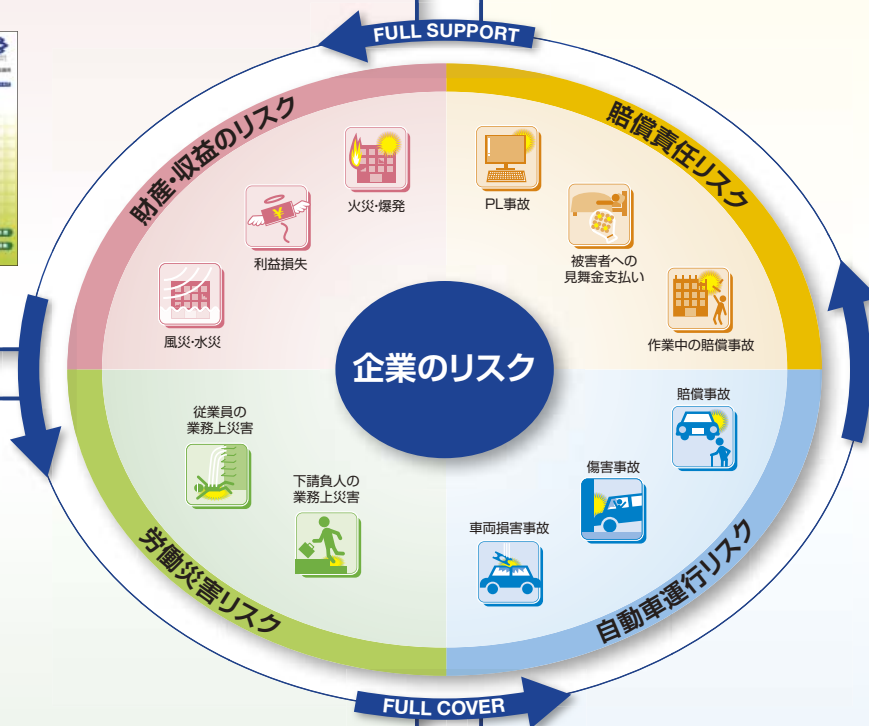 FULL SUPPORT
財産・収益のリスク
火災・爆発
利益損失
¥
風災・水災
賠償責任リスク
PL事故
被害者への
見舞金支払い
作業中の賠償事故
企業のリスク
従業員の
業務上災害
下請負人の
業務上災害
労働災害リスク
賠償事故
傷害事故
車両損害事故
自動車運行リスク
FULL COVER